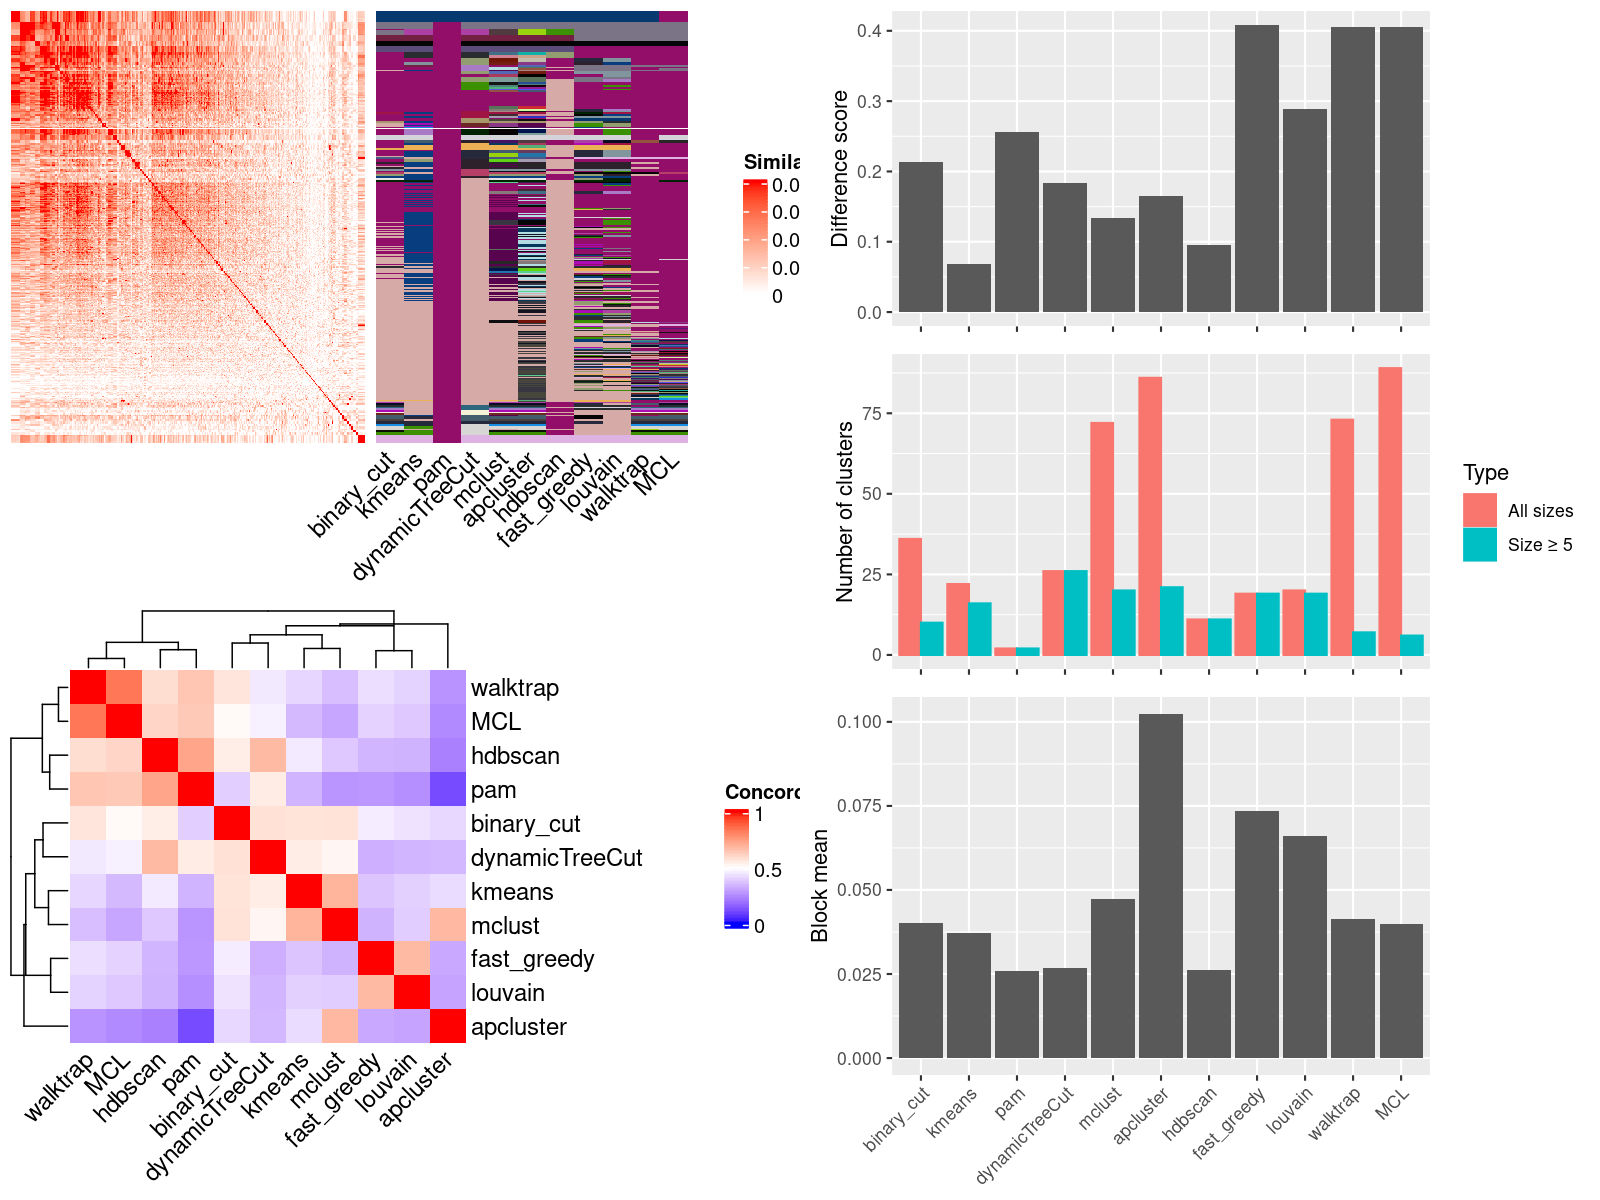 Simila
0.0
0.0
0.0
0.0
0
binary_cut
kmeans
pam
dynamicTreeCut
mclust
apcluster
hdbscan
fast_greedy
louvain
walktrap
MCL
walktrap
MCL
hdbscan
pam
binary_cut
dynamicTreeCut
kmeans
mclust
fast_greedy
louvain
apcluster
walktrap
MCL
hdbscan
pam
binary_cut
dynamicTreeCut
kmeans
mclust
fast_greedy
louvain
apcluster
Concord
1
0.5
0
Difference score
0.4
0.3
0.2
0.1
0.0
Number of clusters
75
50
25
0
Type
All sizes
Size ≥ 5
Block mean
0.100
0.075
0.050
0.025
0.000
binary_cut
kmeans
pam
dynamicTreeCut
mclust
apcluster
hdbscan
fast_greedy
louvain
walktrap
MCL